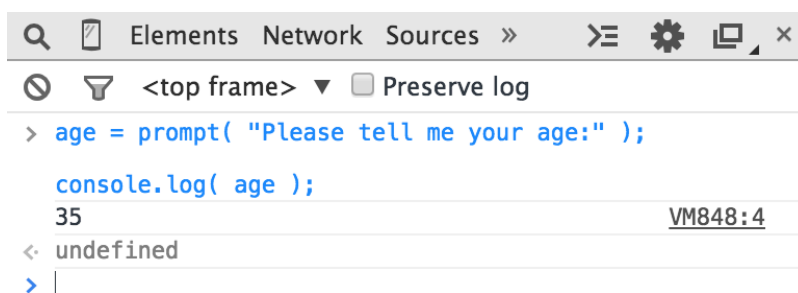 Elements Network Sources »
<top frame> ▼ Preserve log
> age = prompt( "Please tell me your age:" );
console.log( age );
35 VM848:4
undefined
>